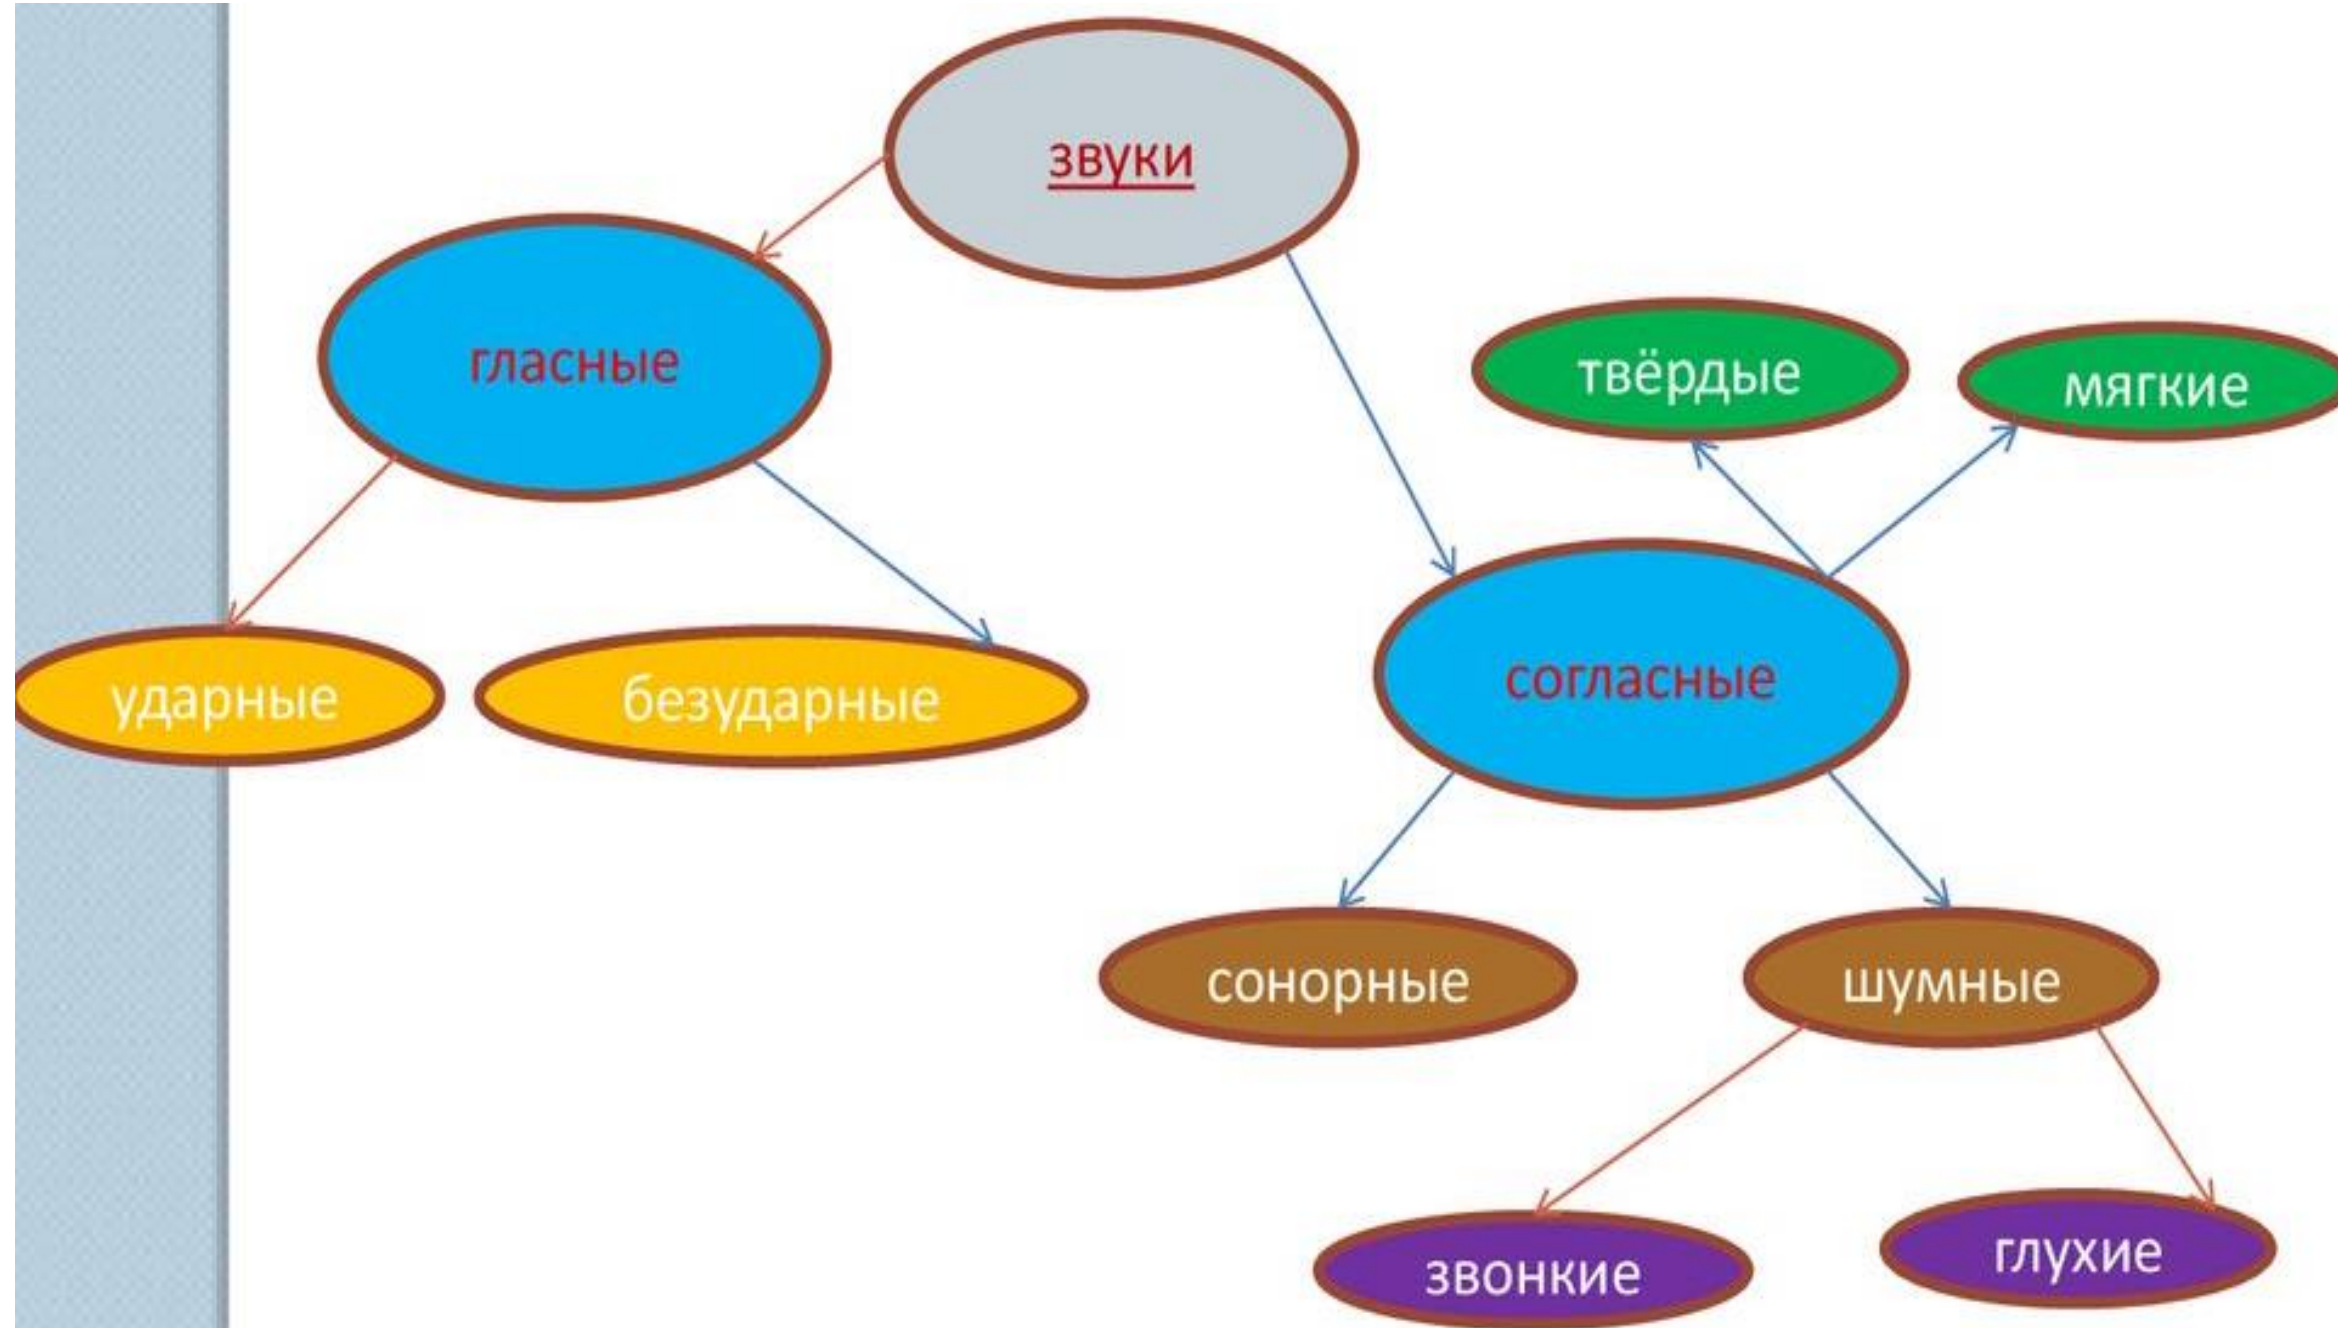 звуки
гласные
твёрдые
мягкие
ударные
безударные
согласные
сонорные
шумные
звонкие
глухие